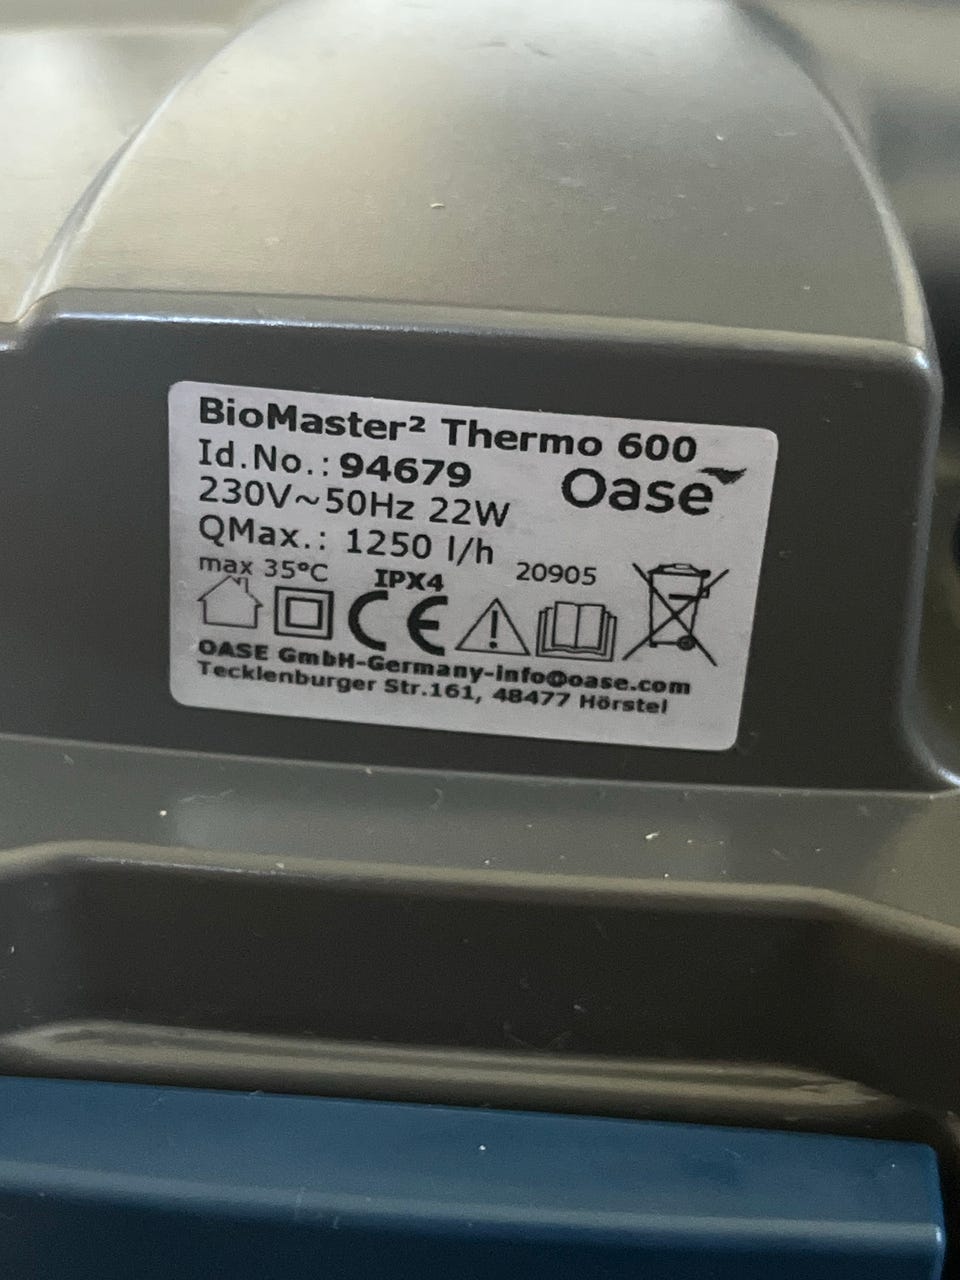 BioMaster² Thermo 600
Id.No.: 94679
Oase
230V~50Hz 22W
QMax.: 1250 l/h
max 35°C IPX4 20905
CE
OASE GmbH-Germany-info@oase.com
Tecklenburger Str.161, 48477 Hörstel